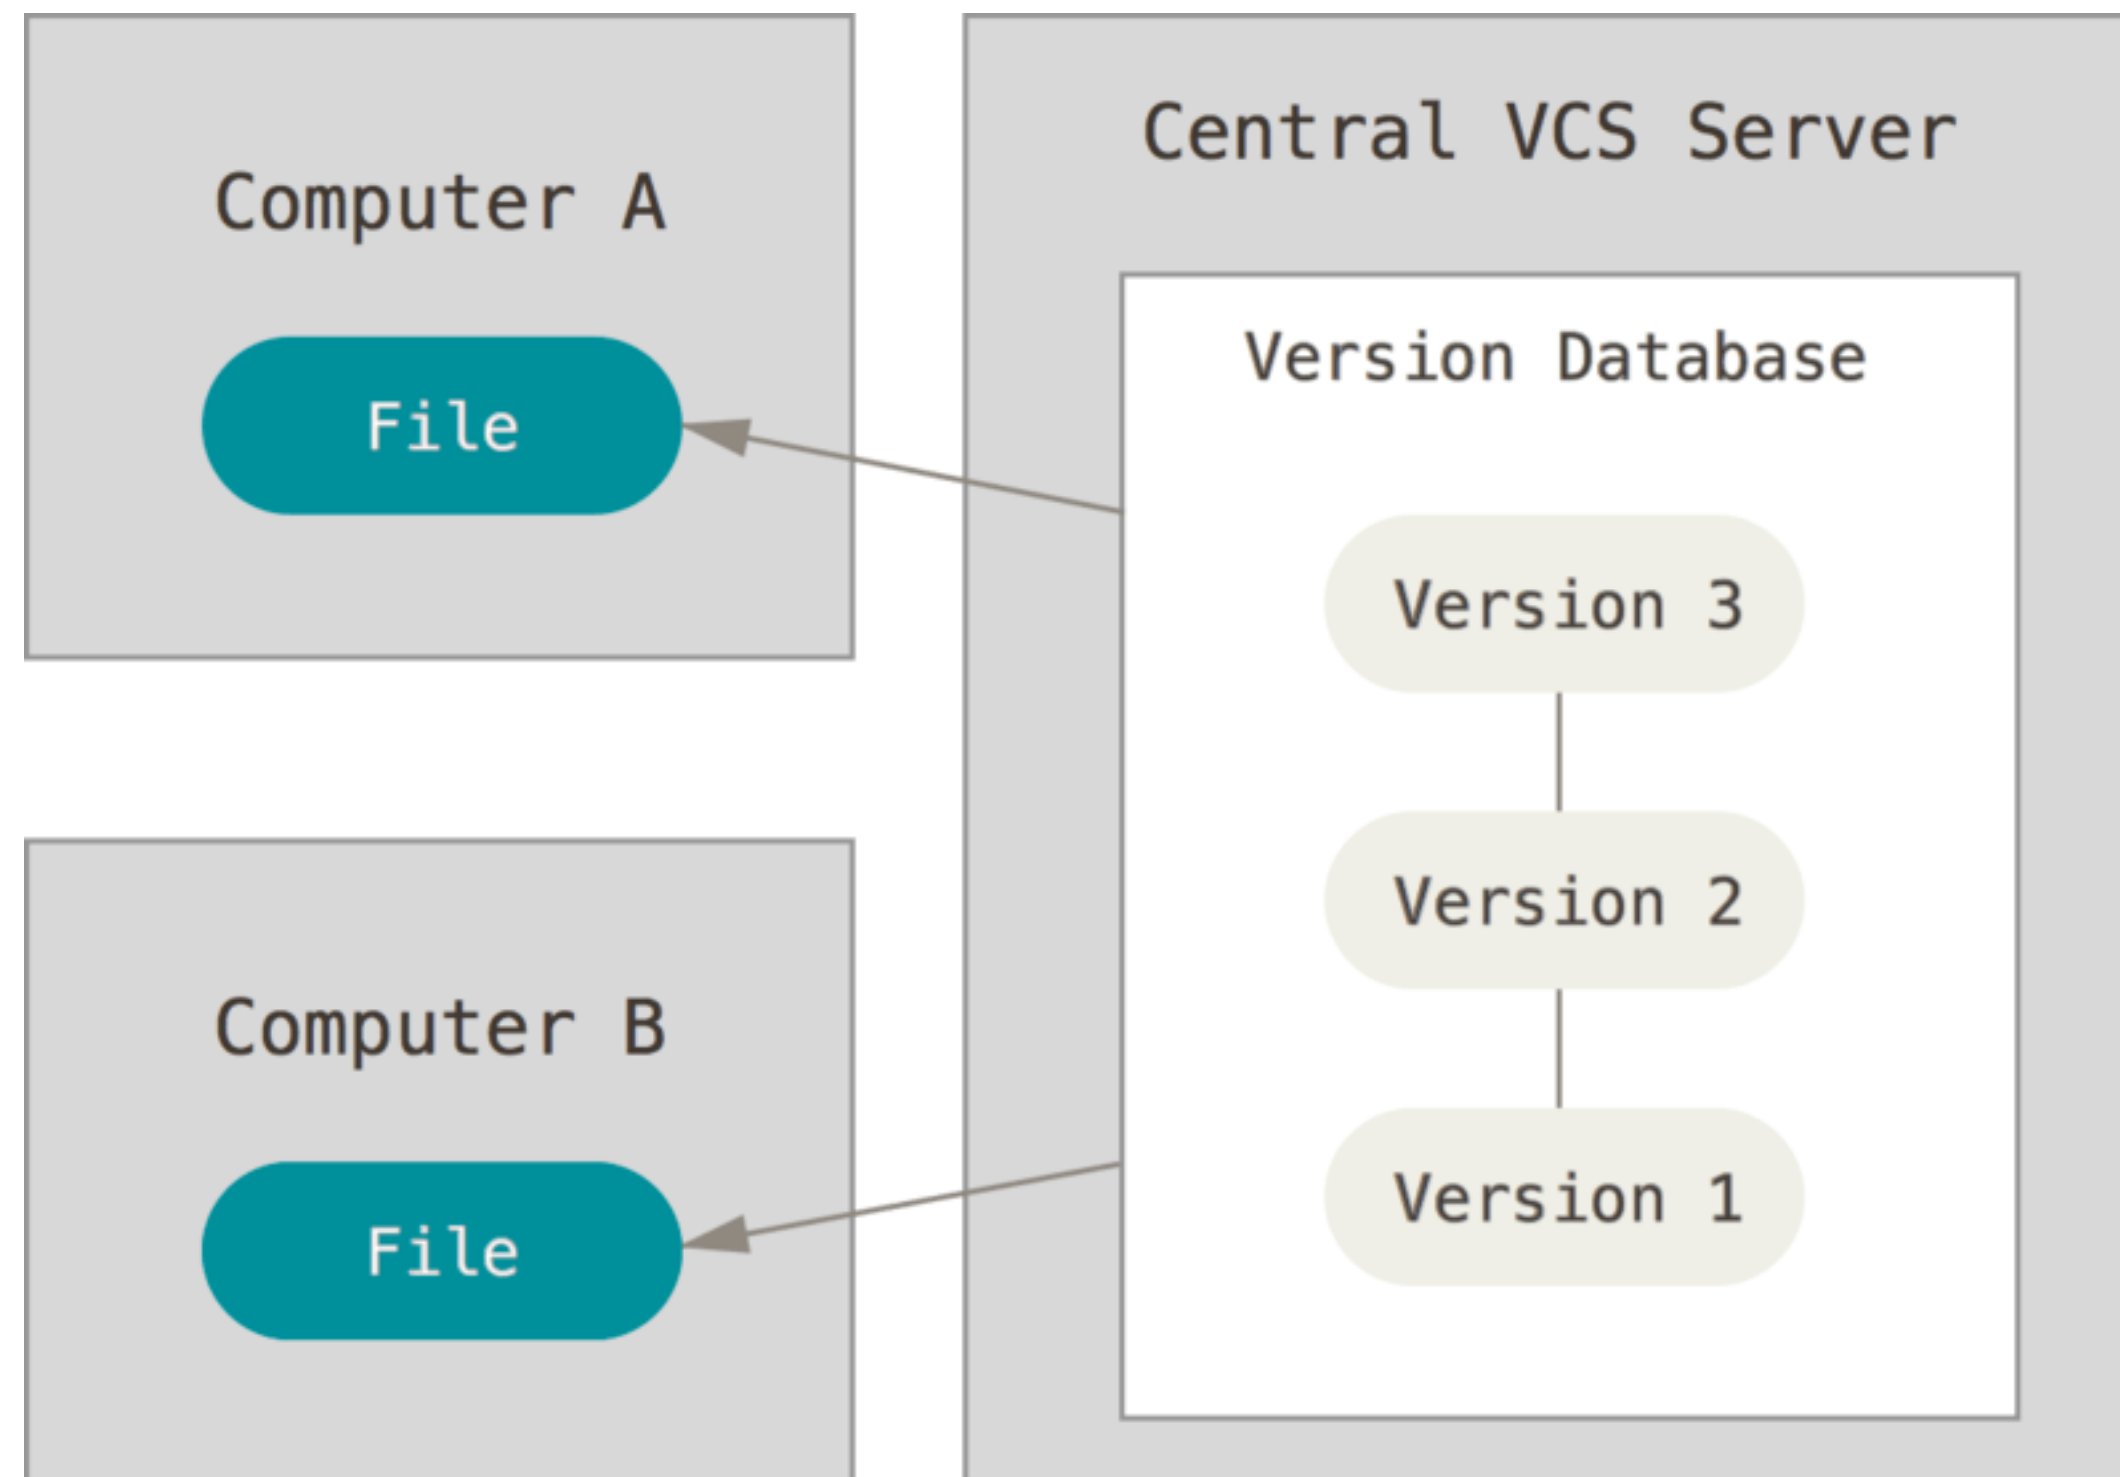 Computer A
File
Computer B
File
Central VCS Server
Version Database
Version 3
Version 2
Version 1